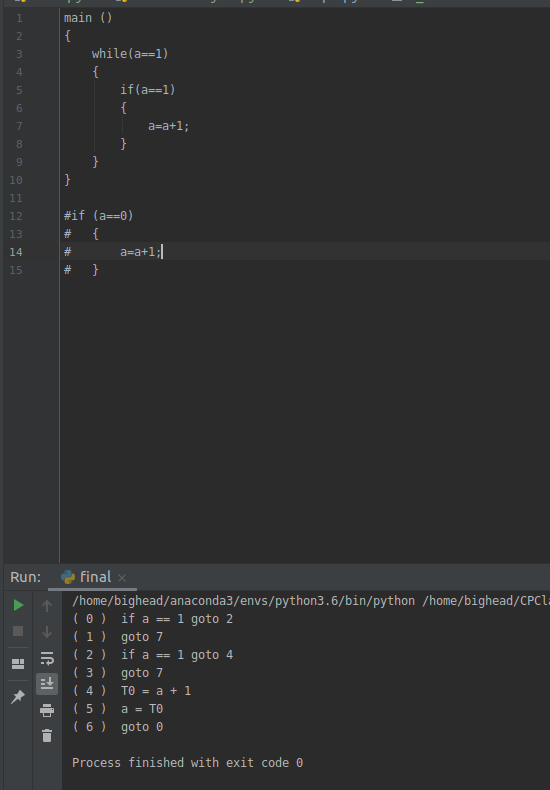 1 main ()
2 {
3 while(a==1)
4 {
5 if(a==1)
6 {
7 a=a+1;
8 }
9 }
10 }
11
12 #if (a==0)
13 # {
14 # a=a+1;
15 # }
Run: final ×
/home/bighead/anaconda3/envs/python3.6/bin/python /home/bighead/CPCl
( 0 ) if a == 1 goto 2
( 1 ) goto 7
( 2 ) if a == 1 goto 4
( 3 ) goto 7
( 4 ) T0 = a + 1
( 5 ) a = T0
( 6 ) goto 0
Process finished with exit code 0